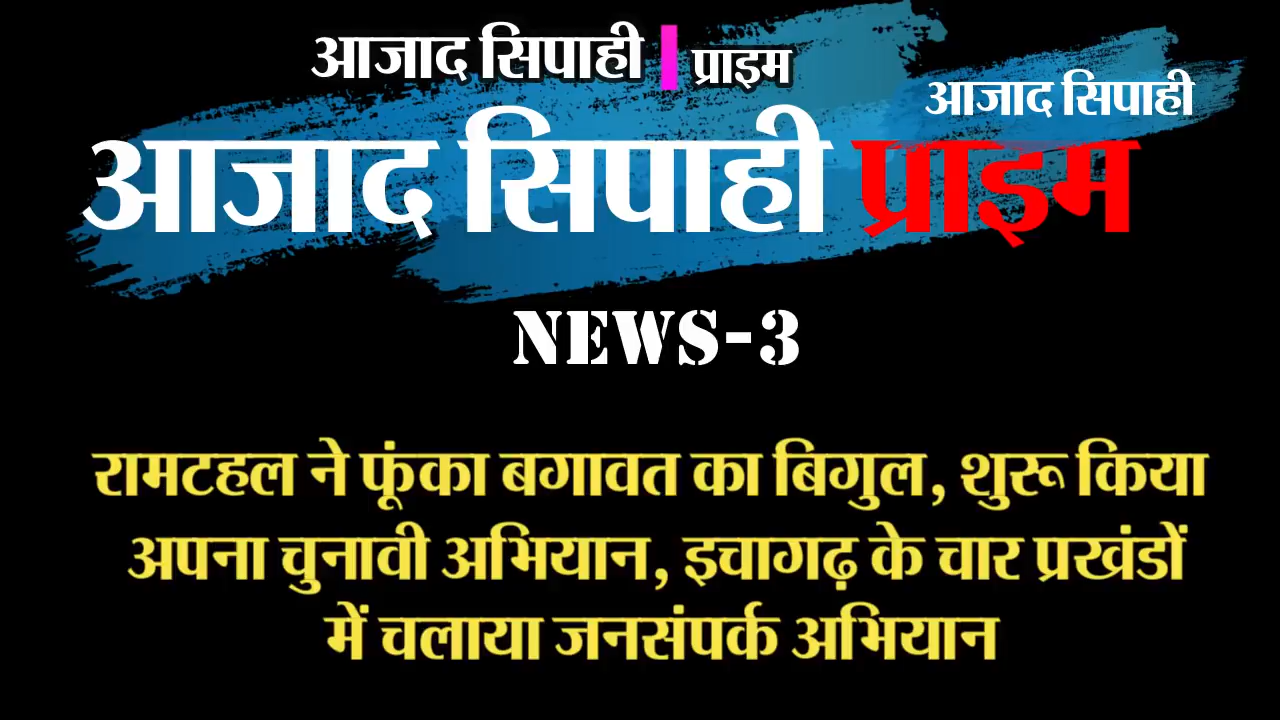 आजाद सिपाही | प्राइम
आजाद सिपाही
आजाद सिपाही प्राइम
NEWS-3
रामटहल ने फूंका बगावत का बिगुल, शुरू किया
अपना चुनावी अभियान, इचागढ़ के चार प्रखंडों
में चलाया जनसंपर्क अभियान